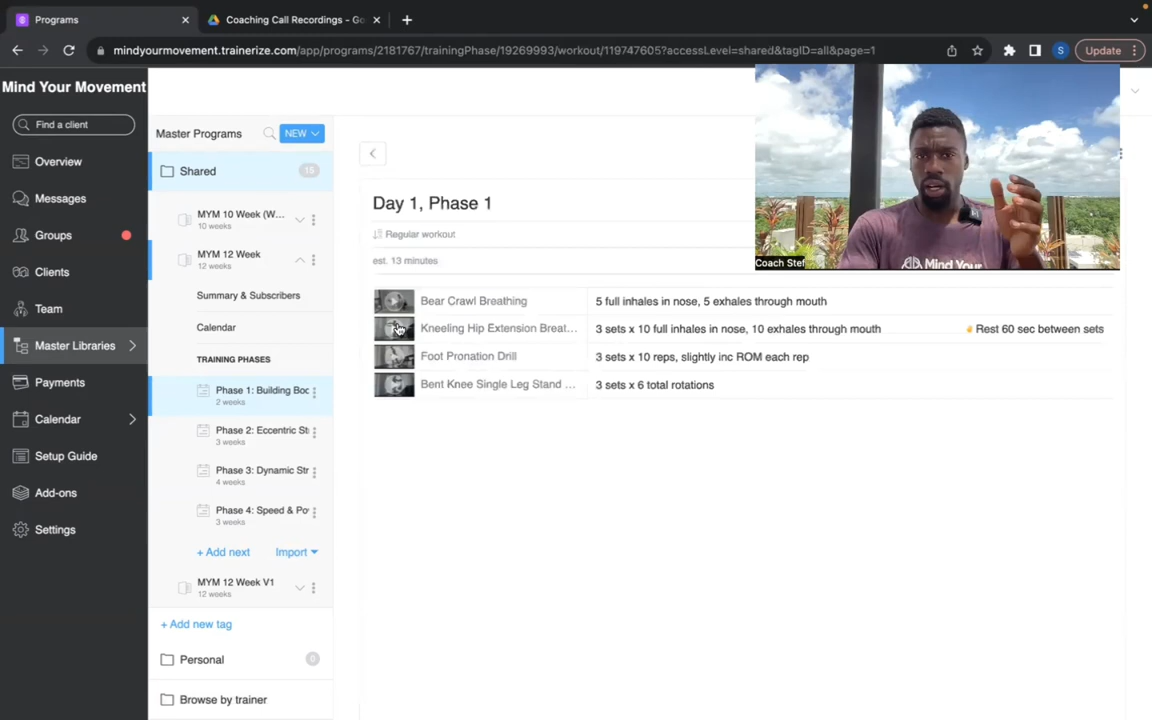 Programs
Coaching Call Recordings - Go
mindyourmovement.trainerize.com/app/programs/2181767/trainingPhase/19269993/workout/119747605?accessLevel=shared&tagID=all&page=1
S
Update
Mind Your Movement
Find a client
Overview
Messages
Groups
Clients
Team
Master Libraries
Payments
Calendar
Setup Guide
Add-ons
Settings
Master Programs
NEW
Shared
15
MYM 10 Week (W...
10 weeks
MYM 12 Week
12 weeks
Summary & Subscribers
Calendar
TRAINING PHASES
Phase 1: Building Boc
2 weeks
Phase 2: Eccentric St
3 weeks
Phase 3: Dynamic Str
4 weeks
Phase 4: Speed & Po
3 weeks
+ Add next
Import
MYM 12 Week V1
12 weeks
+ Add new tag
Personal
0
Browse by trainer
Day 1, Phase 1
Regular workout
est. 13 minutes
Bear Crawl Breathing
5 full inhales in nose, 5 exhales through mouth
Kneeling Hip Extension Breat...
3 sets x 10 full inhales in nose, 10 exhales through mouth
Rest 60 sec between sets
Foot Pronation Drill
3 sets x 10 reps, slightly inc ROM each rep
Bent Knee Single Leg Stand ...
3 sets x 6 total rotations
Mind Your
Coach Stef